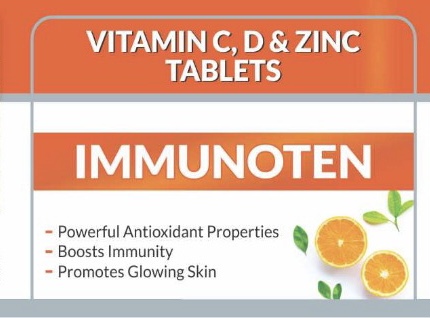 VITAMIN C, D & ZINC
TABLETS
IMMUNOTEN
- Powerful Antioxidant Properties
- Boosts Immunity
- Promotes Glowing Skin